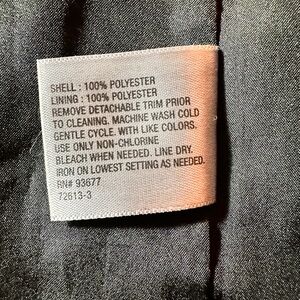 SHELL : 100% POLYESTER
LINING : 100% POLYESTER
REMOVE DETACHABLE TRIM PRIOR
TO CLEANING. MACHINE WASH COLD
GENTLE CYCLE. WITH LIKE COLORS.
USE ONLY NON-CHLORINE
BLEACH WHEN NEEDED. LINE DRY.
IRON ON LOWEST SETTING AS NEEDED.
RN# 93677
72613-3